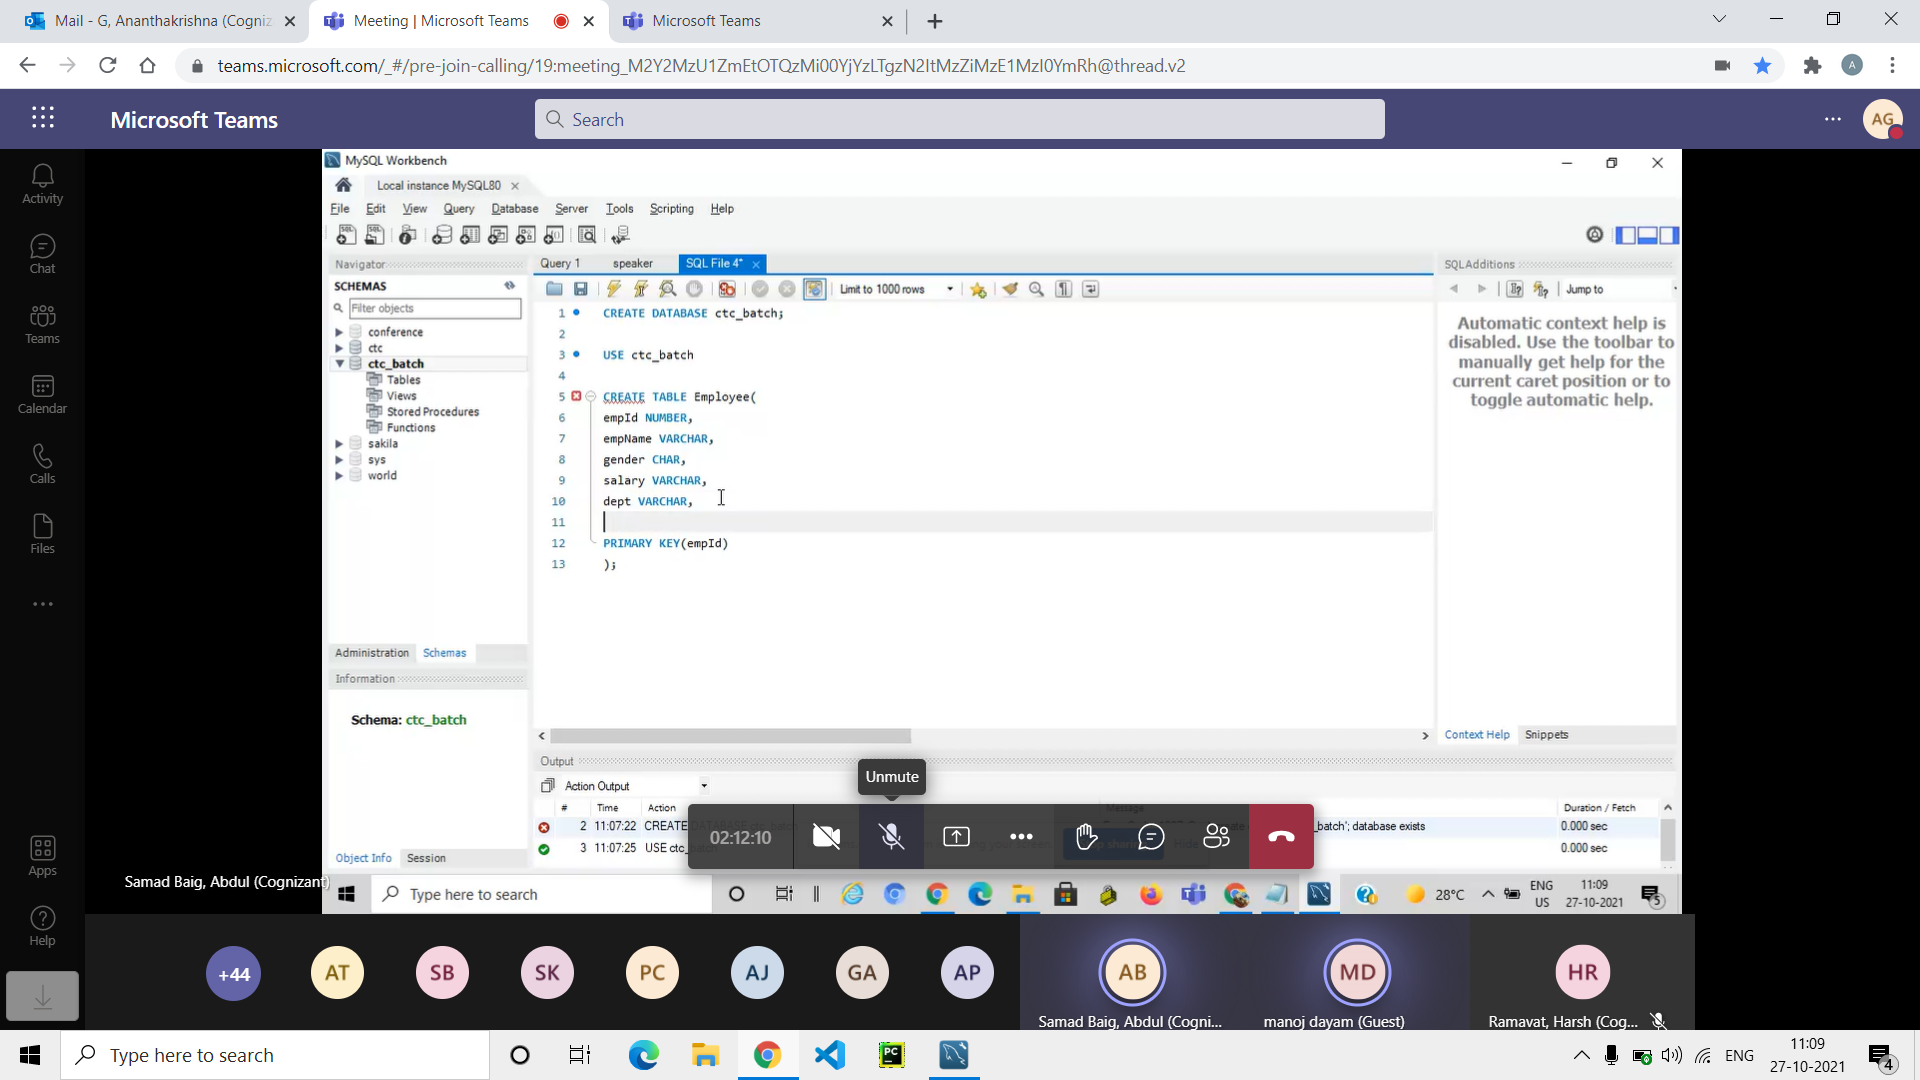 Mail - G, Ananthakrishna (Cogniz
Meeting | Microsoft Teams
Microsoft Teams
teams.microsoft.com/_#/pre-join-calling/19:meeting_M2Y2MzU1ZmEtOTQzMi00YjYzLTgzN2ItMzZiMzE1MzI0YmRh@thread.v2
A
Microsoft Teams
Search
AG
Activity
Chat
Teams
Calendar
Calls
Files
Apps
Help
MySQL Workbench
Local instance MySQL80
File Edit View Query Database Server Tools Scripting Help
Navigator
SCHEMAS
Filter objects
conference
ctc
ctc_batch
Tables
Views
Stored Procedures
Functions
sakila
sys
world
Administration Schemas
Information
Schema: ctc_batch
Object Info Session
Query 1 speaker SQL File 4*
Limit to 1000 rows
1 CREATE DATABASE ctc_batch;
2
3 USE ctc_batch
4
5 CREATE TABLE Employee(
6 empId NUMBER,
7 empName VARCHAR,
8 gender CHAR,
9 salary VARCHAR,
10 dept VARCHAR,
11
12 PRIMARY KEY(empId)
13 );
SQLAdditions
Jump to
Automatic context help is
disabled. Use the toolbar to
manually get help for the
current caret position or to
toggle automatic help.
Context Help Snippets
Output
Unmute
Action Output
# Time Action Message Duration / Fetch
2 11:07:22 CREATE DATABASE _batch'; database exists 0.000 sec
3 11:07:25 USE ctc_ 0.000 sec
02:12:10
Samad Baig, Abdul (Cognizant)
Type here to search
28°C
ENG
US
11:09
27-10-2021
5
+44
AT
SB
SK
PC
AJ
GA
AP
AB
MD
HR
Samad Baig, Abdul (Cogni...
manoj dayam (Guest)
Ramavat, Harsh (Cog...
Type here to search
PC
ENG
11:09
27-10-2021
4